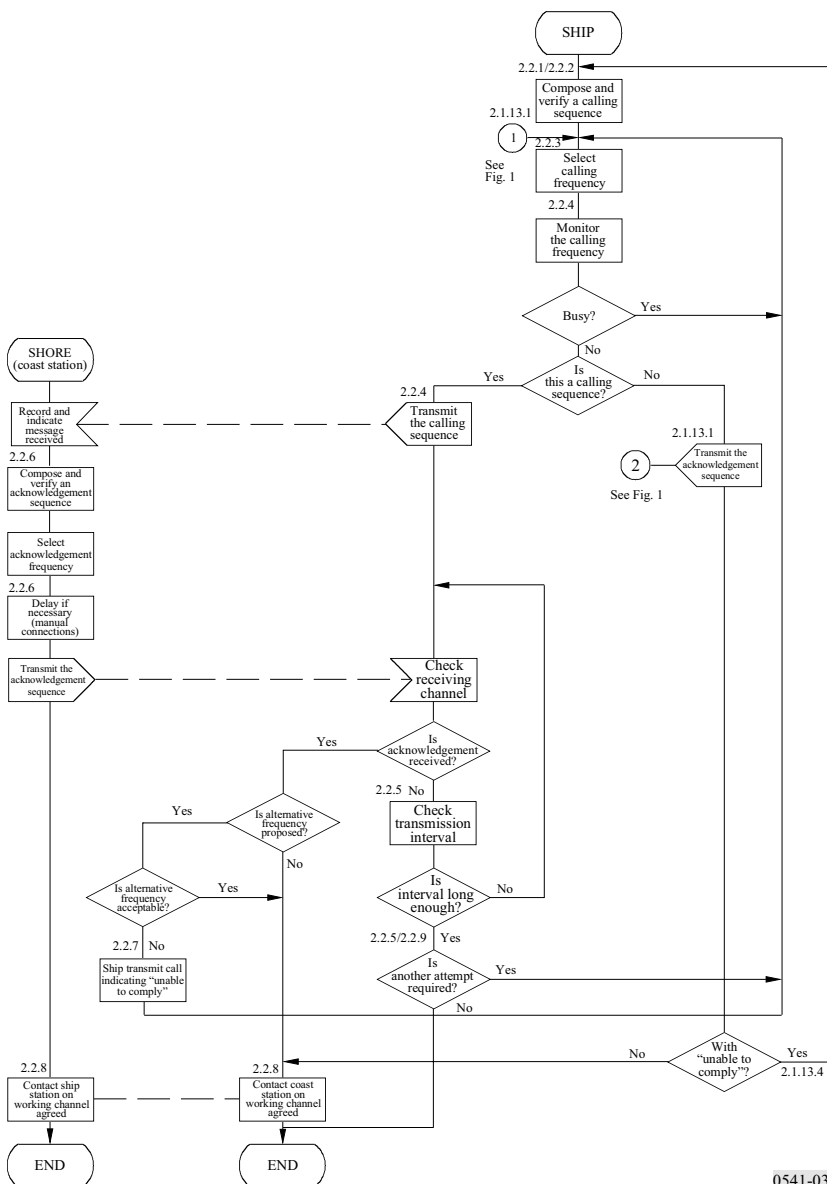 SHIP
2.2.1/2.2.2
Compose and
verify a calling
sequence
2.1.13.1
1
2.2.3
See
Fig. 1
Select
calling
frequency
2.2.4
Monitor
the calling
frequency
Busy?
Yes
No
SHORE
(coast station)
Is
this a calling
sequence?
Yes
No
2.2.4
Record and
indicate
message
received
Transmit
the calling
sequence
2.1.13.1
Transmit the
acknowledgement
sequence
2
See Fig. 1
2.2.6
Compose and
verify an
acknowledgement
sequence
Select
acknowledgement
frequency
2.2.6
Delay if
necessary
(manual
connections)
Transmit the
acknowledgement
sequence
Check
receiving
channel
Is
acknowledgement
received?
Yes
2.2.5 No
Is alternative
frequency
proposed?
Yes
No
Check
transmission
interval
Is alternative
frequency
acceptable?
Yes
Is
interval long
enough?
No
2.2.7 No
2.2.5/2.2.9 Yes
Ship transmit call
indicating “unable
to comply”
Is
another attempt
required?
Yes
No
With
“unable to
comply”?
No
Yes
2.1.13.4
2.2.8
Contact ship
station on
working channel
agreed
2.2.8
Contact coast
station on
working channel
agreed
END
END
0541-03